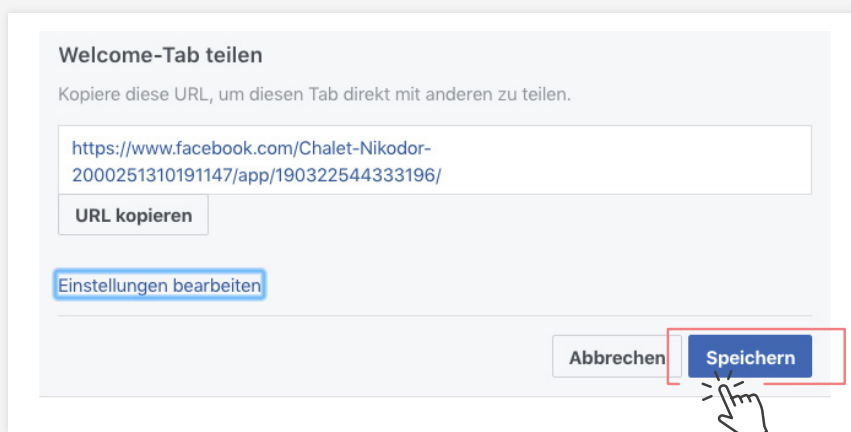 Welcome-Tab teilen
Kopiere diese URL, um diesen Tab direkt mit anderen zu teilen.
https://www.facebook.com/Chalet-Nikodor-
2000251310191147/app/190322544333196/
URL kopieren
Einstellungen bearbeiten
Abbrechen Speichern